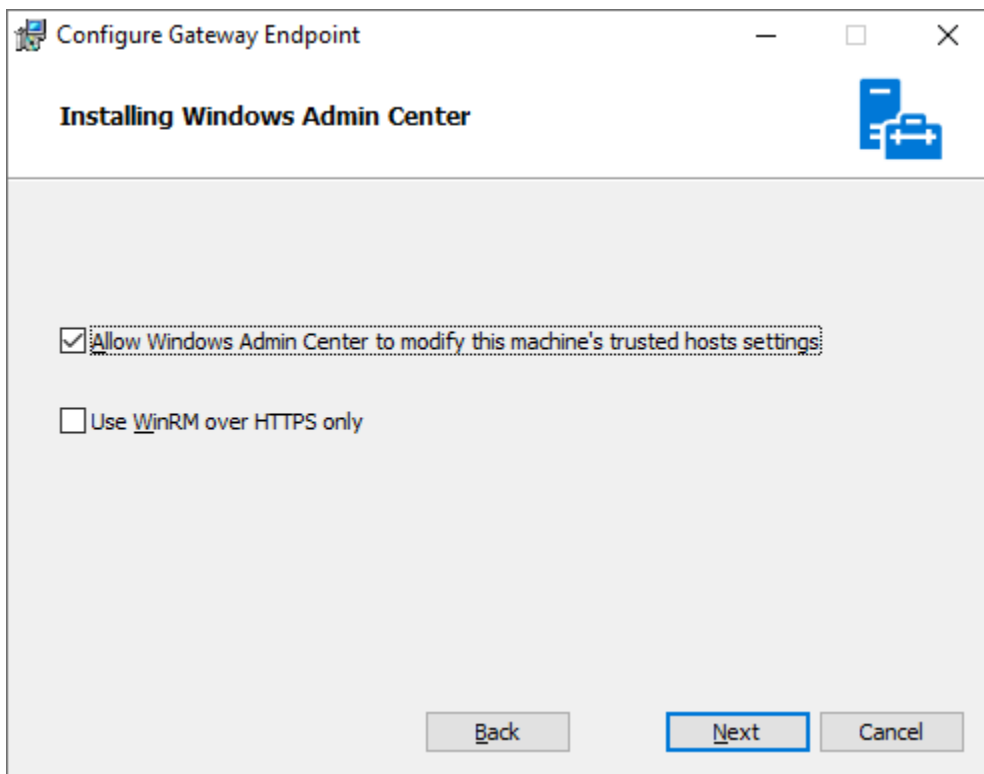 Configure Gateway Endpoint
Installing Windows Admin Center
Allow Windows Admin Center to modify this machine's trusted hosts settings
Use WinRM over HTTPS only
Back Next Cancel